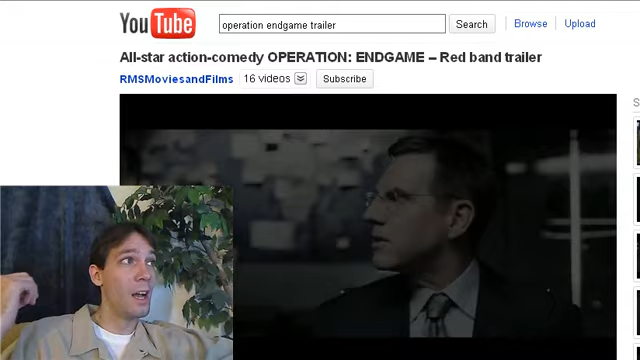 YouTube operation endgame trailer Search Browse Upload
All-star action-comedy OPERATION: ENDGAME – Red band trailer
RMSMoviesandFilms 16 videos Subscribe
S